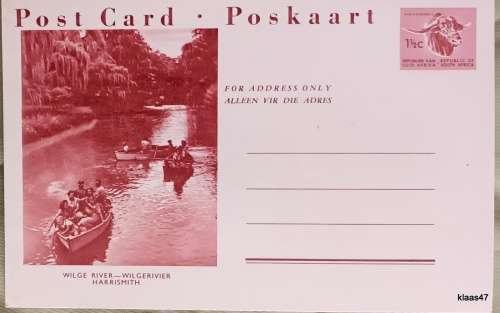 Post Card · Poskaart
1½c
REPUBLIEK VAN REPUBLIC OF
SUID-AFRIKA SOUTH AFRICA
FOR ADDRESS ONLY
ALLEEN VIR DIE ADRES
WILGE RIVER—WILGERIVIER
HARRISMITH
klaas47